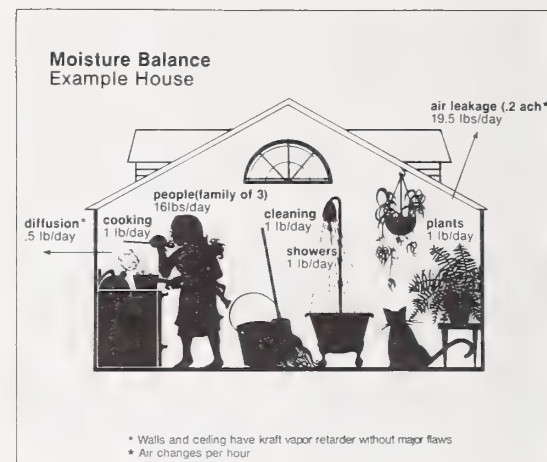 Moisture Balance
Example House
air leakage (.2 ach*
19.5 lbs/day
people(family of 3)
16lbs/day
diffusion*
.5 lb/day
cooking
1 lb/day
cleaning
1 lb/day
showers
1 lb/day
plants
1 lb/day
* Walls and ceiling have kraft vapor retarder without major flaws
* Air changes per hour